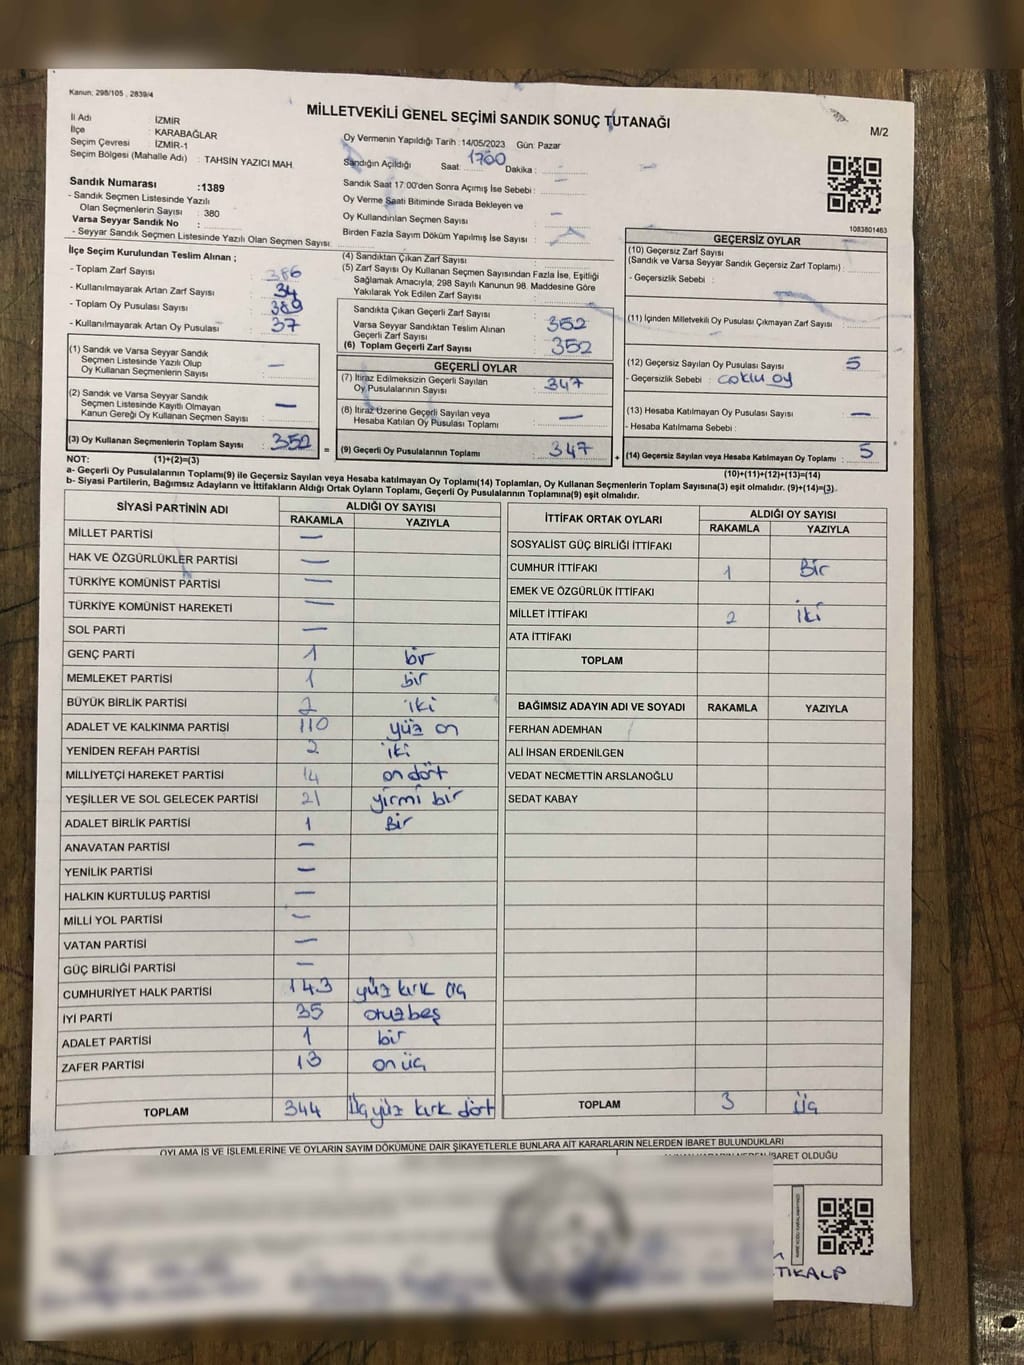 Kanun, 298/105 , 2839/4
MİLLETVEKİLİ GENEL SEÇİMİ SANDIK SONUÇ TUTANAĞI
M/2
İl Adı : İZMİR
İlçe : KARABAĞLAR
Seçim Çevresi : İZMİR-1
Seçim Bölgesi (Mahalle Adı) : TAHSİN YAZICI MAH.
Oy Vermenin Yapıldığı Tarih :14/05/2023 Gün: Pazar
Sandığın Açıldığı Saat: 1700 Dakika :
Sandık Saat 17:00'den Sonra Açımış İse Sebebi :
Oy Verme Saati Bitiminde Sırada Bekleyen ve
Oy Kullandırılan Seçmen Sayısı
Birden Fazla Sayım Döküm Yapılmış İse Sayısı :
Sandık Numarası :1389
- Sandık Seçmen Listesinde Yazılı
Olan Seçmenlerin Sayısı : 380
Varsa Seyyar Sandık No :
- Seyyar Sandık Seçmen Listesinde Yazılı Olan Seçmen Sayısı:
1083801463
İlçe Seçim Kurulundan Teslim Alınan ;
- Toplam Zarf Sayısı : 386
- Kullanılmayarak Artan Zarf Sayısı : 34
- Toplam Oy Pusulası Sayısı : 389
- Kullanılmayarak Artan Oy Pusulası : 37
(1) Sandık ve Varsa Seyyar Sandık
Seçmen Listesinde Yazılı Olup
Oy Kullanan Seçmenlerin Sayısı : —
(2) Sandık ve Varsa Seyyar Sandık
Seçmen Listesinde Kayıtlı Olmayan
Kanun Gereği Oy Kullanan Seçmen Sayısı : —
(3) Oy Kullanan Seçmenlerin Toplam Sayısı : 352
(4) Sandıktan Çıkan Zarf Sayısı :
(5) Zarf Sayısı Oy Kullanan Seçmen Sayısından Fazla İse, Eşitliği
Sağlamak Amacıyla, 298 Sayılı Kanunun 98. Maddesine Göre
Yakılarak Yok Edilen Zarf Sayısı :
Sandıkta Çıkan Geçerli Zarf Sayısı : 352
Varsa Seyyar Sandıktan Teslim Alınan
Geçerli Zarf Sayısı :
(6) Toplam Geçerli Zarf Sayısı : 352
GEÇERLİ OYLAR
(7) İtiraz Edilmeksizin Geçerli Sayılan
Oy Pusulalarının Sayısı : 347
(8) İtiraz Üzerine Geçerli Sayılan veya
Hesaba Katılan Oy Pusulası Toplamı : —
= (9) Geçerli Oy Pusulalarının Toplamı : 347
GEÇERSİZ OYLAR
(10) Geçersiz Zarf Sayısı
(Sandık ve Varsa Seyyar Sandık Geçersiz Zarf Toplamı) :
- Geçersizlik Sebebi :
(11) İçinden Milletvekili Oy Pusulası Çıkmayan Zarf Sayısı :
(12) Geçersiz Sayılan Oy Pusulası Sayısı : 5
- Geçersizlik Sebebi : çoklu oy
(13) Hesaba Katılmayan Oy Pusulası Sayısı : —
- Hesaba Katılmama Sebebi :
+ (14) Geçersiz Sayılan veya Hesaba Katılmayan Oy Toplamı : 5
NOT: (1)+(2)=(3)
(10)+(11)+(12)+(13)=(14)
a- Geçerli Oy Pusulalarının Toplamı(9) ile Geçersiz Sayılan veya Hesaba Katılmayan Oy Toplamı(14) Toplamları, Oy Kullanan Seçmenlerin Toplam Sayısına(3) eşit olmalıdır. (9)+(14)=(3).
b- Siyasi Partilerin, Bağımsız Adayların ve İttifakların Aldığı Ortak Oyların Toplamı, Geçerli Oy Pusulalarının Toplamına(9) eşit olmalıdır.
SİYASİ PARTİNİN ADI ALDIĞI OY SAYISI
RAKAMLA YAZIYLA
MİLLET PARTİSİ —
HAK VE ÖZGÜRLÜKLER PARTİSİ —
TÜRKİYE KOMÜNİST PARTİSİ —
TÜRKİYE KOMÜNİST HAREKETİ —
SOL PARTİ —
GENÇ PARTİ 1 bir
MEMLEKET PARTİSİ 1 bir
BÜYÜK BİRLİK PARTİSİ 2 iki
ADALET VE KALKINMA PARTİSİ 110 yüz on
YENİDEN REFAH PARTİSİ 2 iki
MİLLİYETÇİ HAREKET PARTİSİ 14 on dört
YEŞİLLER VE SOL GELECEK PARTİSİ 21 yirmi bir
ADALET BİRLİK PARTİSİ 1 Bir
ANAVATAN PARTİSİ —
YENİLİK PARTİSİ —
HALKIN KURTULUŞ PARTİSİ —
MİLLİ YOL PARTİSİ —
VATAN PARTİSİ —
GÜÇ BİRLİĞİ PARTİSİ —
CUMHURİYET HALK PARTİSİ 143 yüz kırk üç
İYİ PARTİ 35 otuz beş
ADALET PARTİSİ 1 bir
ZAFER PARTİSİ 13 on üç
TOPLAM 344 Üçyüz kırk dört
İTTİFAK ORTAK OYLARI ALDIĞI OY SAYISI
RAKAMLA YAZIYLA
SOSYALİST GÜÇ BİRLİĞİ İTTİFAKI
CUMHUR İTTİFAKI 1 Bir
EMEK VE ÖZGÜRLÜK İTTİFAKI
MİLLET İTTİFAKI 2 İki
ATA İTTİFAKI
TOPLAM
BAĞIMSIZ ADAYIN ADI VE SOYADI RAKAMLA YAZIYLA
FERHAN ADEMHAN
ALİ İHSAN ERDENİLGEN
VEDAT NECMETTİN ARSLANOĞLU
SEDAT KABAY
TOPLAM 3 Üç
OYLAMA İŞ VE İŞLEMLERİNE VE OYLARIN SAYIM DÖKÜMÜNE DAİR ŞİKAYETLERLE BUNLARA AİT KARARLARIN NELERDEN İBARET BULUNDUKLARI
İBARET OLDUĞU
TIKALP